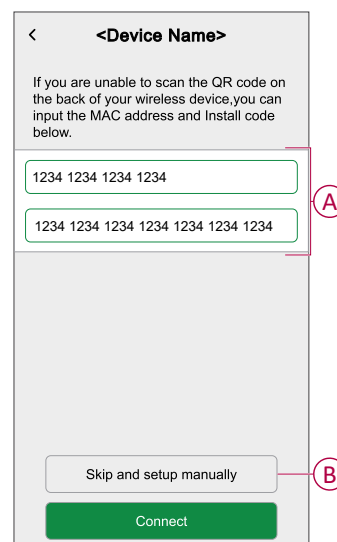 <Device Name>
If you are unable to scan the QR code on
the back of your wireless device,you can
input the MAC address and Install code
below.
1234 1234 1234 1234
A
1234 1234 1234 1234 1234 1234 1234
Skip and setup manually
B
Connect